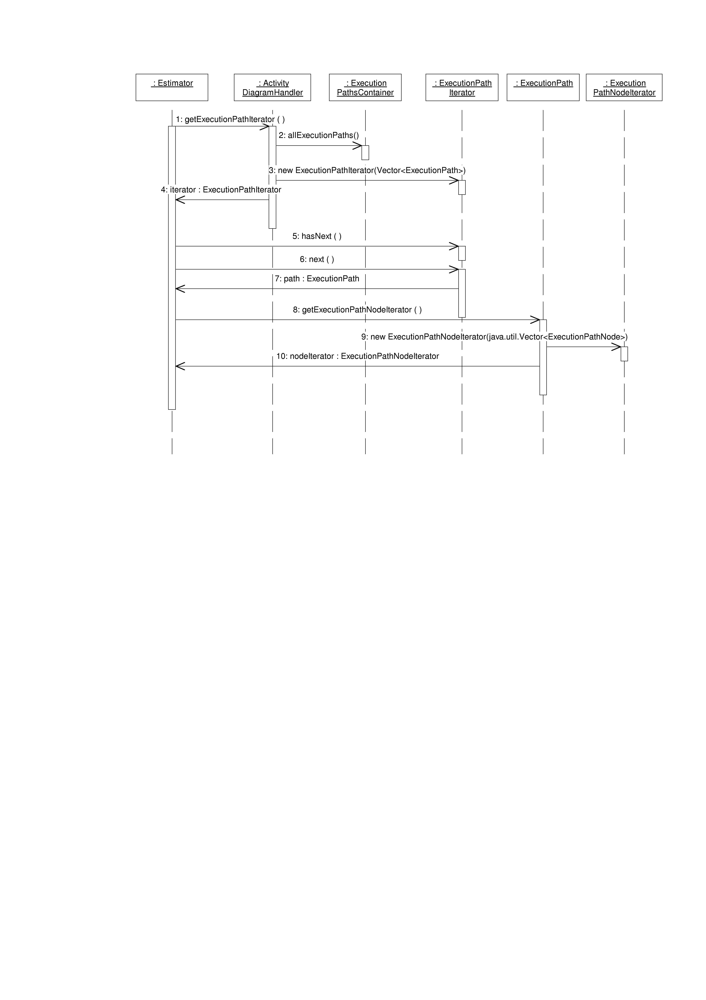 : Estimator
: Activity
DiagramHandler
: Execution
PathsContainer
: ExecutionPath
Iterator
: ExecutionPath
: Execution
PathNodeIterator
1: getExecutionPathIterator ( )
2: allExecutionPaths()
3: new ExecutionPathIterator(Vector<ExecutionPath>)
4: iterator : ExecutionPathIterator
5: hasNext ( )
6: next ( )
7: path : ExecutionPath
8: getExecutionPathNodeIterator ( )
9: new ExecutionPathNodeIterator(java.util.Vector<ExecutionPathNode>)
10: nodeIterator : ExecutionPathNodeIterator